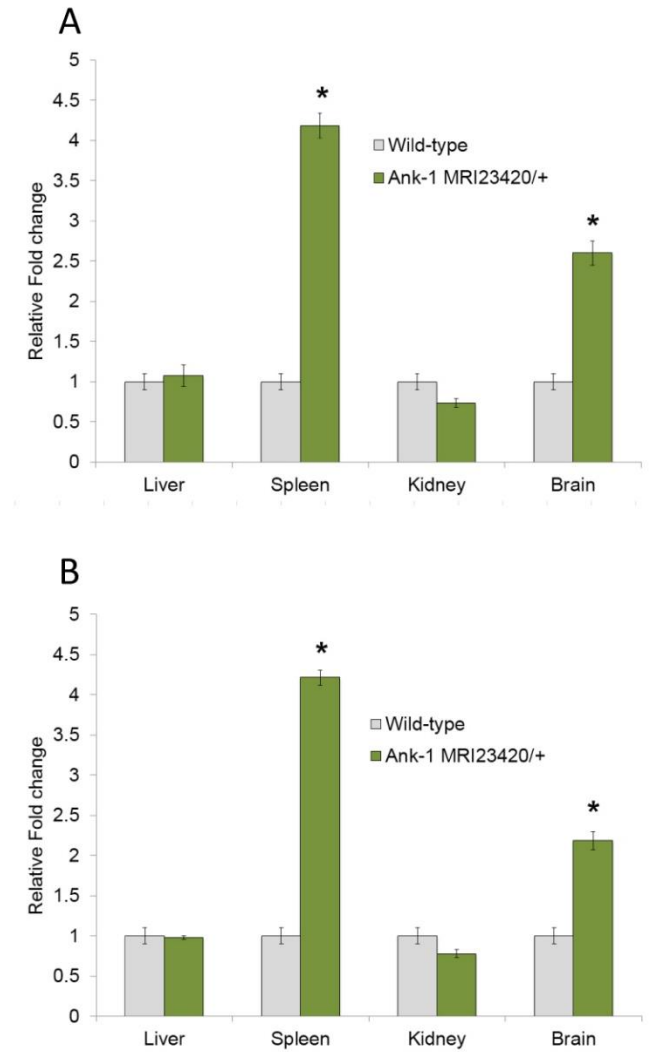 A
5
4.5
4
3.5
3
2.5
2
1.5
1
0.5
0
Relative Fold change
*
*
Wild-type
Ank-1 MRI23420/+
Liver Spleen Kidney Brain
B
5
4.5
4
3.5
3
2.5
2
1.5
1
0.5
0
Relative Fold change
*
*
Wild-type
Ank-1 MRI23420/+
Liver Spleen Kidney Brain